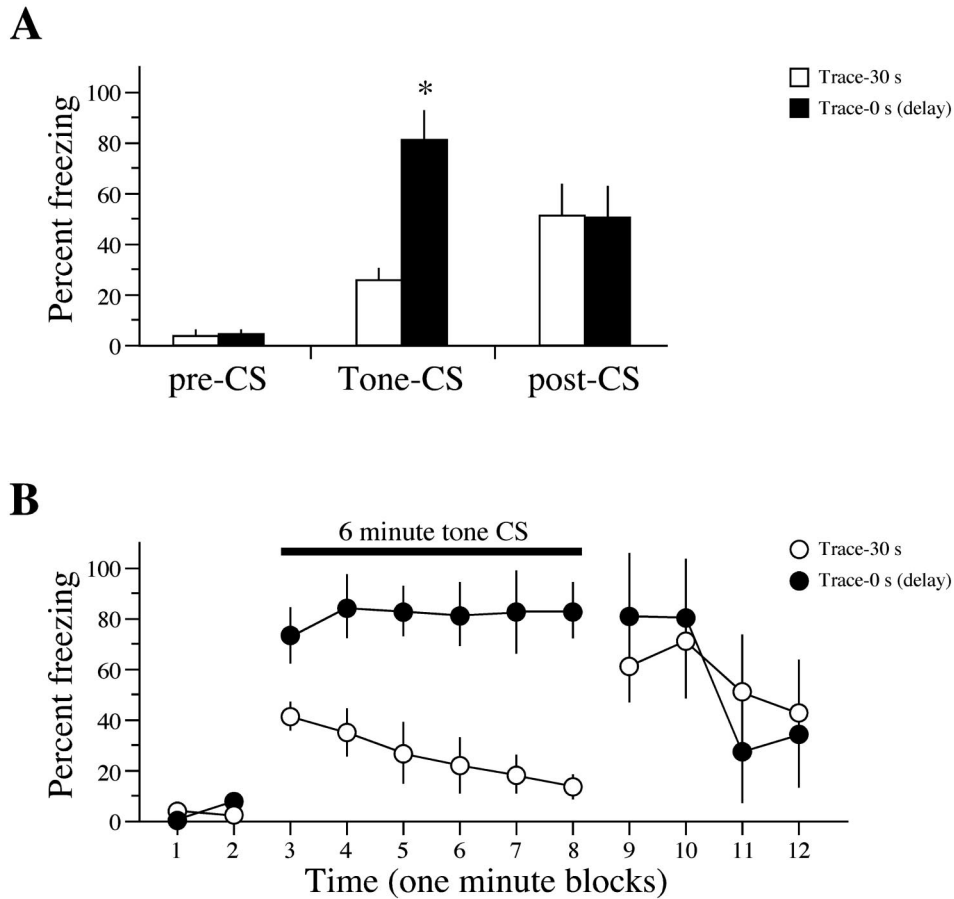 A
Trace-30 s
Trace-0 s (delay)
Percent freezing
100
80
60
40
20
0
*
pre-CS
Tone-CS
post-CS
B
6 minute tone CS
Trace-30 s
Trace-0 s (delay)
Percent freezing
100
80
60
40
20
0
1 2 3 4 5 6 7 8 9 10 11 12
Time (one minute blocks)